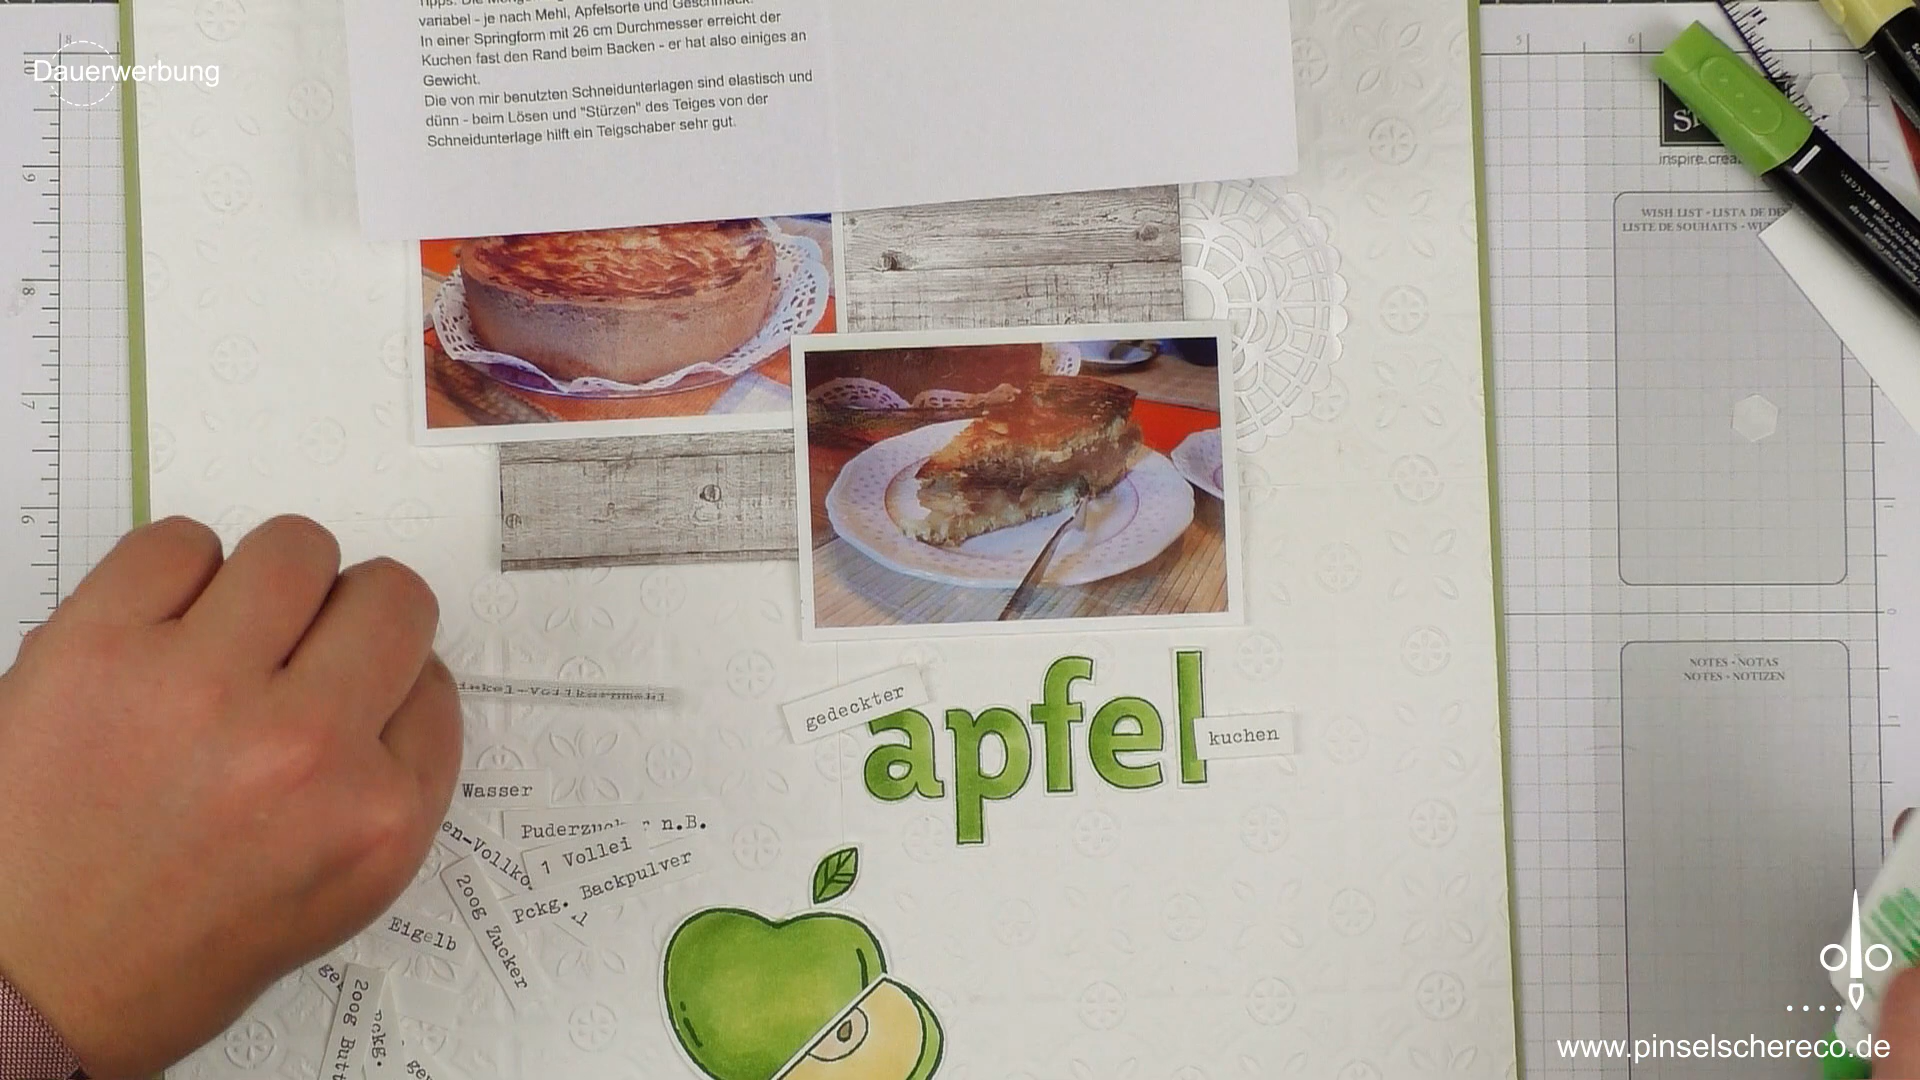 variabel - je nach Mehl, Apfelsorte und Geschmack.
In einer Springform mit 26 cm Durchmesser erreicht der
Kuchen fast den Rand beim Backen - er hat also einiges an
Gewicht.
Die von mir benutzten Schneidunterlagen sind elastisch und
dünn - beim Lösen und "Stürzen" des Teiges von der
Schneidunterlage hilft ein Teigschaber sehr gut.
Dauerwerbung
inspire.crea
WISH LIST • LISTA DE
LISTE DE SOUHAITS •
NOTES • NOTAS
NOTES • NOTIZEN
gedeckter
apfel
kuchen
Wasser
n.B.
1 Vollei
Pckg. Backpulver
200g Zucker
Eigelb
200g Butt
Pckg.
www.pinselschereco.de